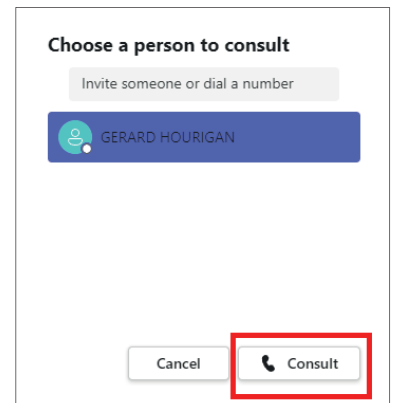 Choose a person to consult
Invite someone or dial a number
GERARD HOURIGAN
Cancel
Consult